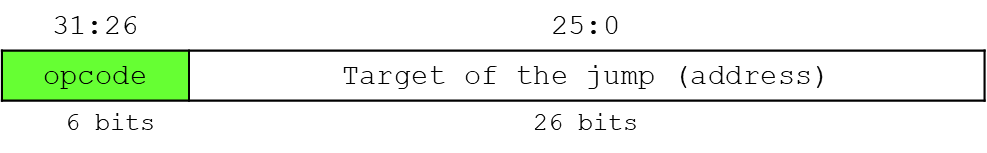 31:26 25:0
opcode Target of the jump (address)
6 bits 26 bits